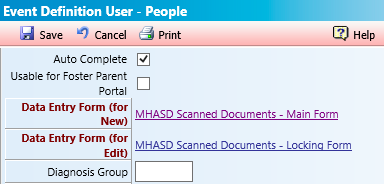 Event Definition User - People
Save Cancel Print Help
Auto Complete
Usable for Foster Parent
Portal
Data Entry Form (for
New) MHASD Scanned Documents - Main Form
Data Entry Form (for
Edit) MHASD Scanned Documents - Locking Form
Diagnosis Group